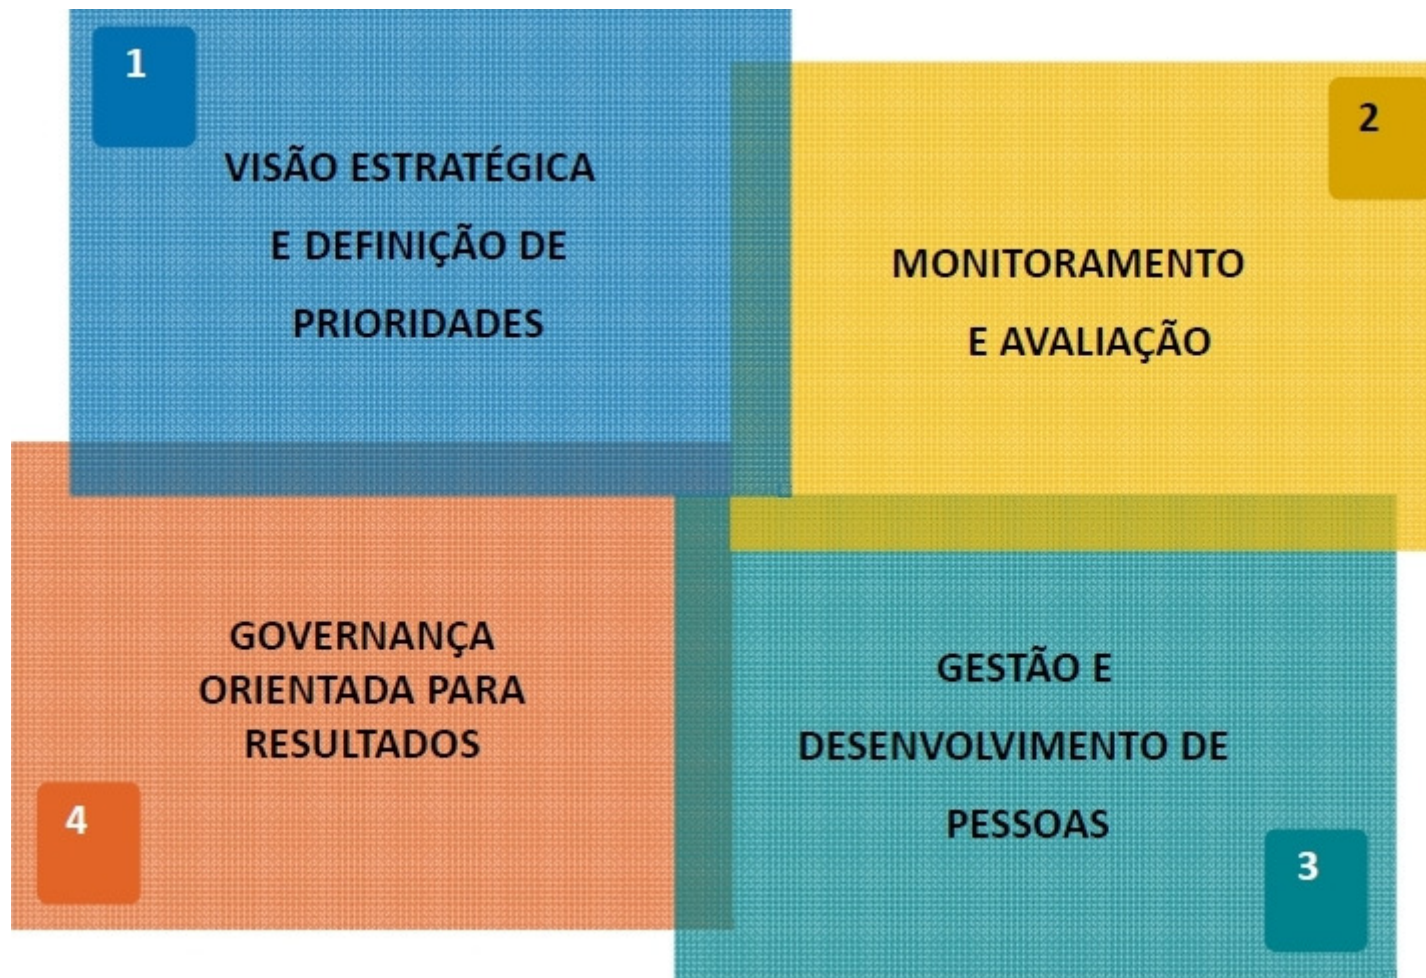 1
VISÃO ESTRATÉGICA
E DEFINIÇÃO DE
PRIORIDADES
2
MONITORAMENTO
E AVALIAÇÃO
GESTÃO E
DESENVOLVIMENTO DE
PESSOAS
3
GOVERNANÇA
ORIENTADA PARA
RESULTADOS
4